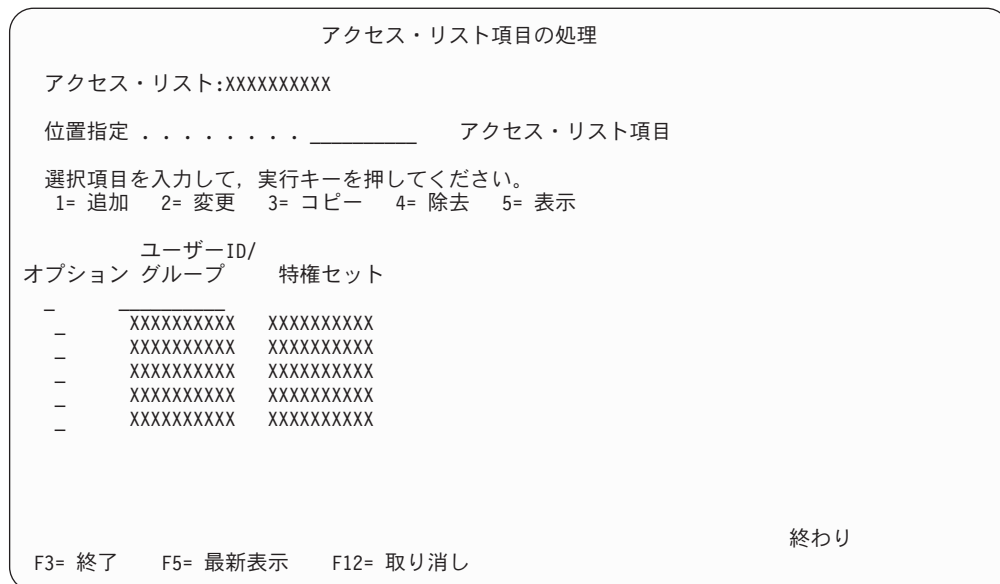 アクセス・リスト項目の処理
アクセス・リスト:XXXXXXXXXX
位置指定 . . . . . . . . __________ アクセス・リスト項目
選択項目を入力して, 実行キーを押してください。
1= 追加 2= 変更 3= コピー 4= 除去 5= 表示
ユーザーID/
オプション グループ 特権セット
_ __________
_ XXXXXXXXXX XXXXXXXXXX
_ XXXXXXXXXX XXXXXXXXXX
_ XXXXXXXXXX XXXXXXXXXX
_ XXXXXXXXXX XXXXXXXXXX
_ XXXXXXXXXX XXXXXXXXXX
終わり
F3= 終了 F5= 最新表示 F12= 取り消し